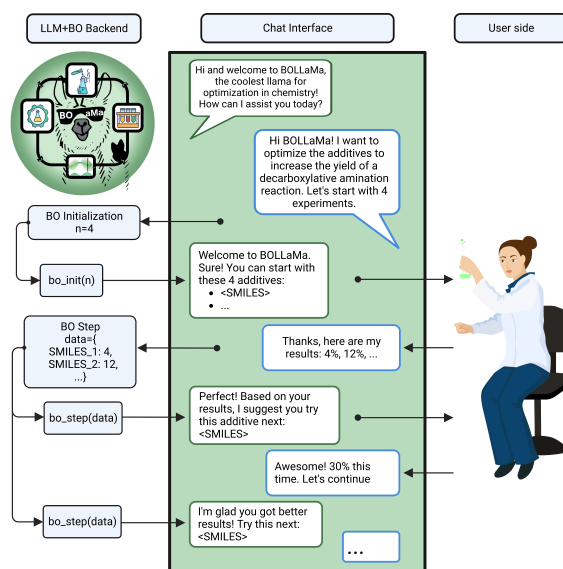 LLM+BO Backend
Chat Interface
User side
BO LaMa
Hi and welcome to BOLLaMa,
the coolest llama for
optimization in chemistry!
How can I assist you today?
Hi BOLLaMa! I want to
optimize the additives to
increase the yield of a
decarboxylative amination
reaction. Let's start with 4
experiments.
BO Initialization
n=4
bo_init(n)
Welcome to BOLLaMa.
Sure! You can start with
these 4 additives:
• <SMILES>
• ...
BO Step
data={
SMILES_1: 4,
SMILES_2: 12,
...}
Thanks, here are my
results: 4%, 12%, ...
bo_step(data)
Perfect! Based on your
results, I suggest you try
this additive next:
<SMILES>
Awesome! 30% this
time. Let's continue
bo_step(data)
I'm glad you got better
results! Try this next:
<SMILES>
...